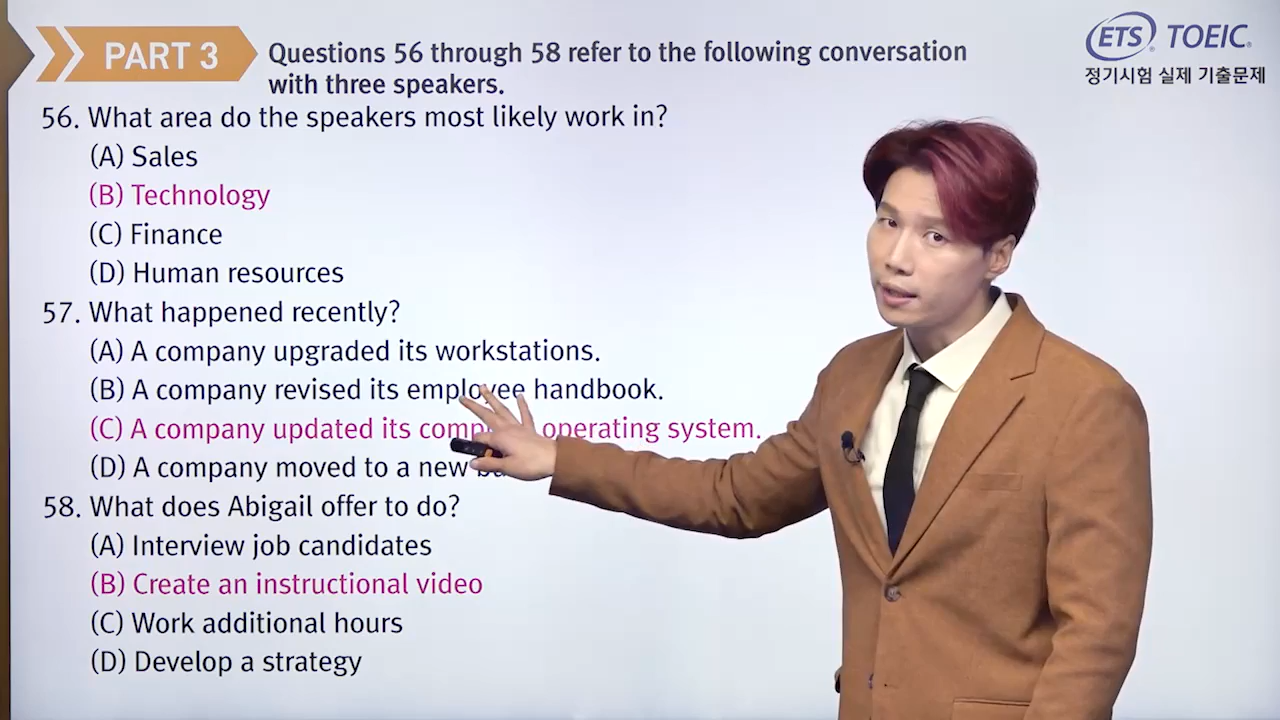 PART 3
Questions 56 through 58 refer to the following conversation
with three speakers.
ETS TOEIC
정기시험 실제 기출문제
56. What area do the speakers most likely work in?
(A) Sales
(B) Technology
(C) Finance
(D) Human resources
57. What happened recently?
(A) A company upgraded its workstations.
(B) A company revised its employee handbook.
(C) A company updated its operating system.
(D) A company moved to a new
58. What does Abigail offer to do?
(A) Interview job candidates
(B) Create an instructional video
(C) Work additional hours
(D) Develop a strategy